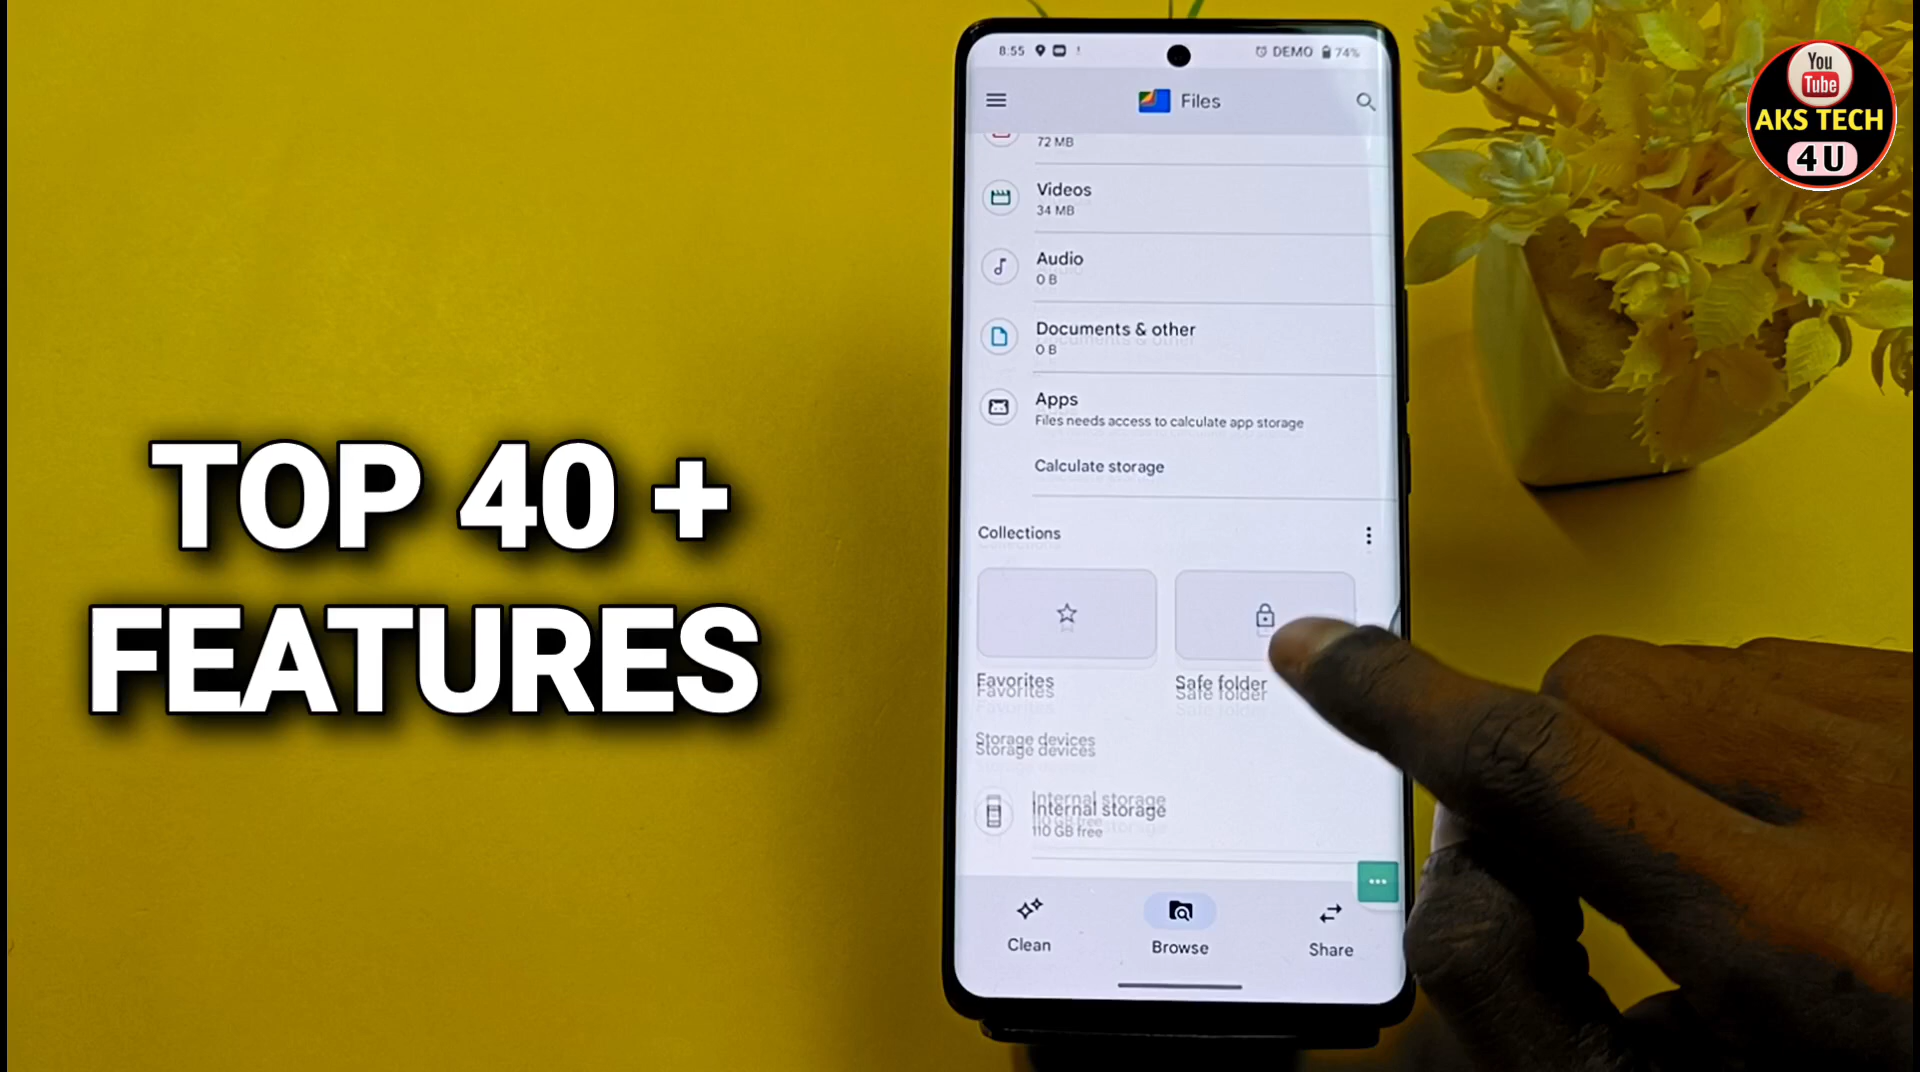 TOP 40 +
FEATURES
8:55
DEMO 74%
Files
72 MB
Videos
34 MB
Audio
0 B
Documents & other
0 B
Apps
Files needs access to calculate app storage
Calculate storage
Collections
Favorites
Safe folder
Storage devices
Internal storage
110 GB free
Clean
Browse
Share
You
Tube
AKS TECH
4 U